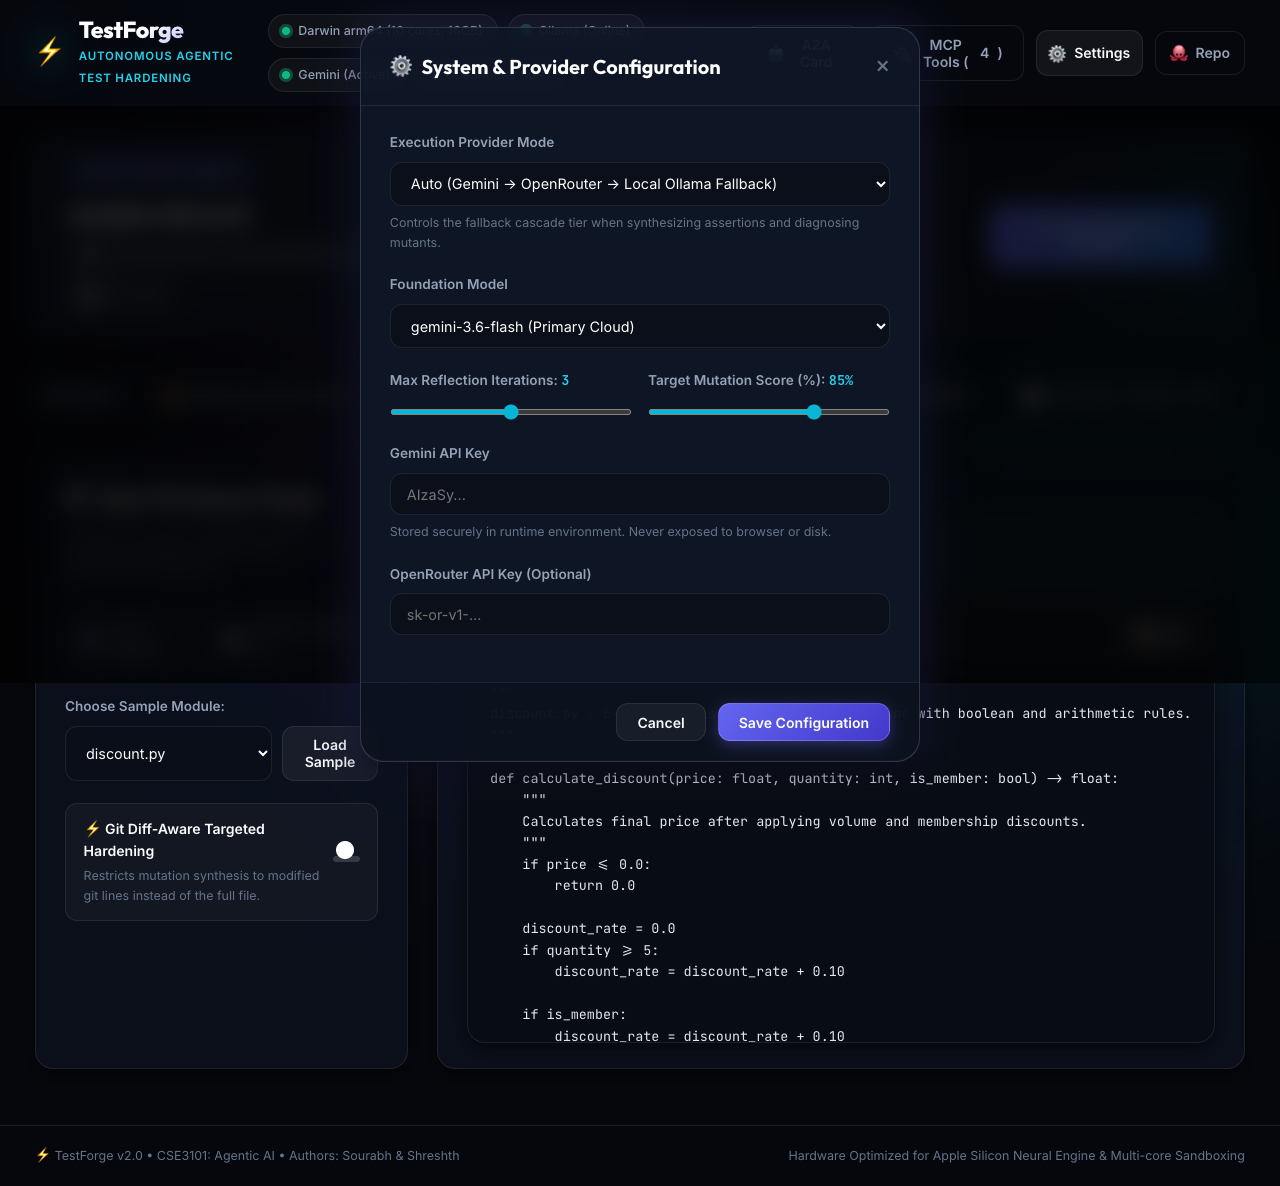 TestForge
AUTONOMOUS AGENTIC
TEST HARDENING
Darwin arm64
Gemini
A2A
Card
MCP
Tools ( 4 )
Settings
Repo
System & Provider Configuration
✕
Execution Provider Mode
Auto (Gemini → OpenRouter → Local Ollama Fallback)
Controls the fallback cascade tier when synthesizing assertions and diagnosing
mutants.
Foundation Model
gemini-3.6-flash (Primary Cloud)
Max Reflection Iterations: 3
Target Mutation Score (%): 85%
Gemini API Key
AIzaSy...
Stored securely in runtime environment. Never exposed to browser or disk.
OpenRouter API Key (Optional)
sk-or-v1-...
Cancel
Save Configuration
Choose Sample Module:
discount.py
Load
Sample
⚡ Git Diff-Aware Targeted
Hardening
Restricts mutation synthesis to modified
git lines instead of the full file.
with boolean and arithmetic rules.
def calculate_discount(price: float, quantity: int, is_member: bool) -> float:
"""
Calculates final price after applying volume and membership discounts.
"""
if price <= 0.0:
return 0.0
discount_rate = 0.0
if quantity >= 5:
discount_rate = discount_rate + 0.10
if is_member:
discount_rate = discount_rate + 0.10
⚡ TestForge v2.0 • CSE3101: Agentic AI • Authors: Sourabh & Shreshth
Hardware Optimized for Apple Silicon Neural Engine & Multi-core Sandboxing